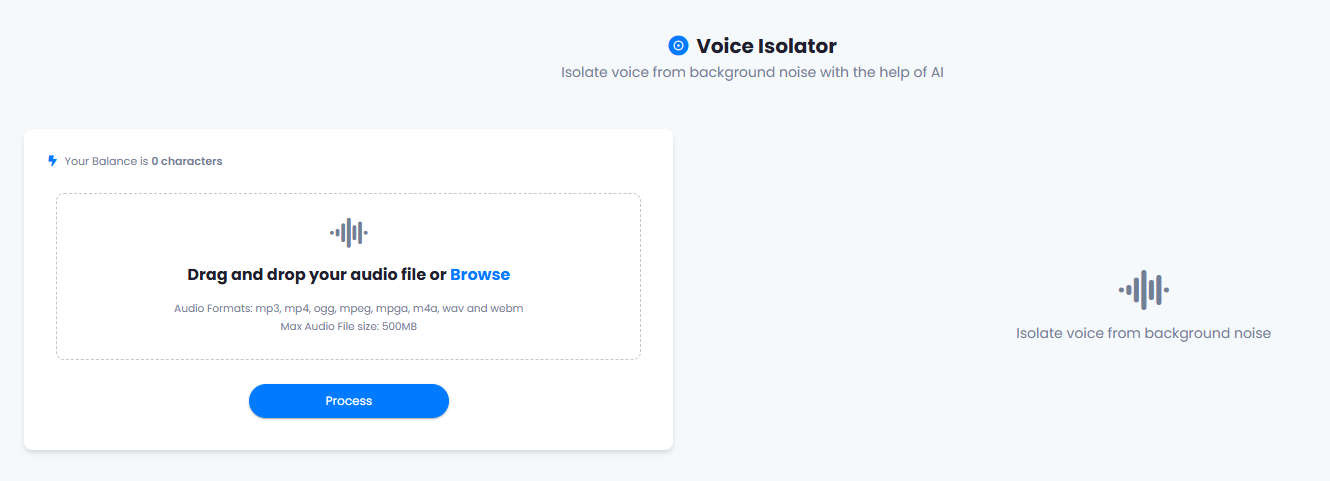 Voice Isolator
Isolate voice from background noise with the help of AI
Your Balance is 0 characters
Drag and drop your audio file or Browse
Audio Formats: mp3, mp4, ogg, mpeg, mpga, m4a, wav and webm
Max Audio File size: 500MB
Process
Isolate voice from background noise